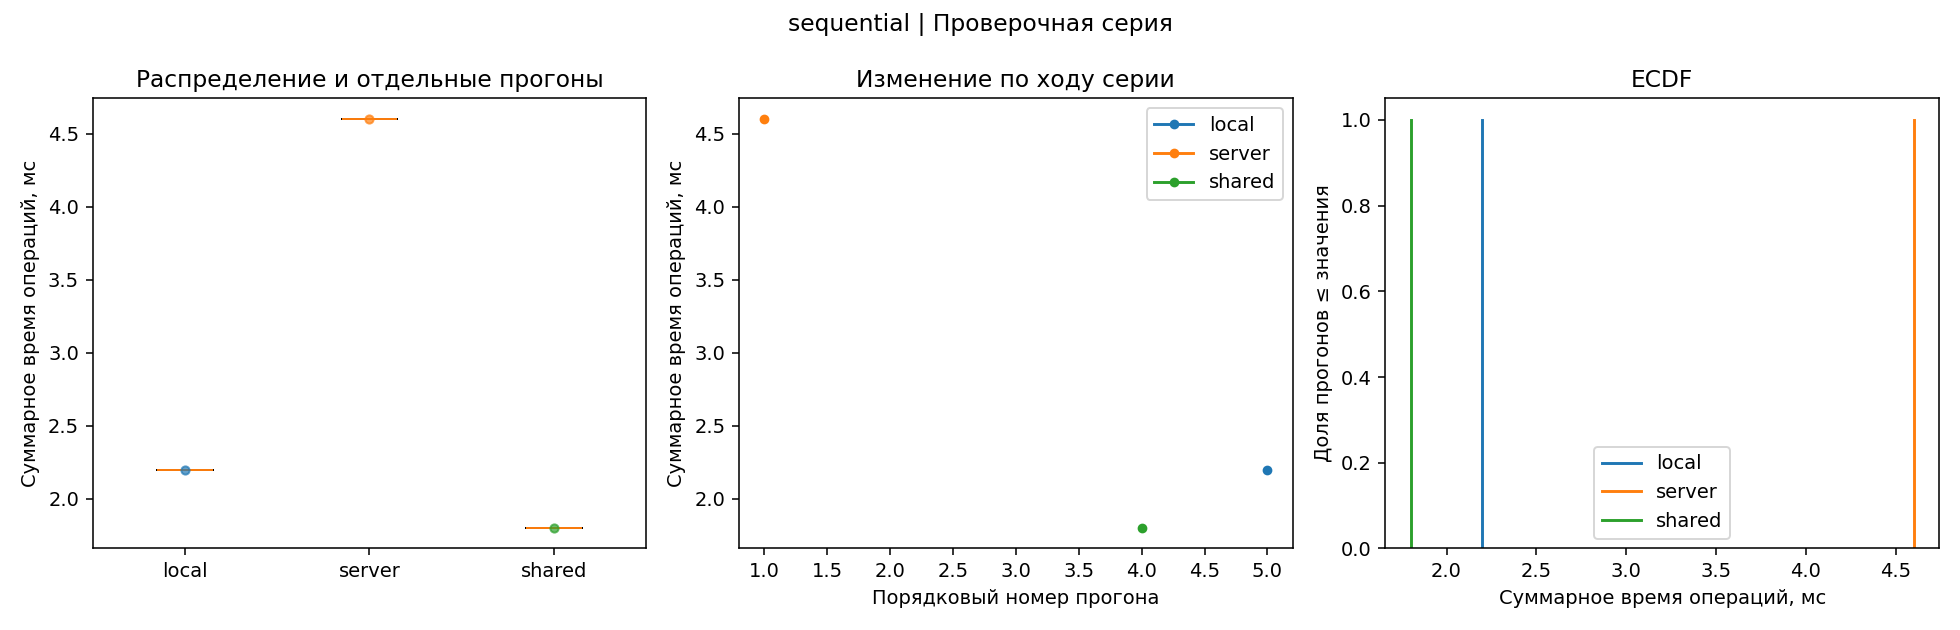 sequential | Проверочная серия
Распределение и отдельные прогоны
Суммарное время операций, мс
4.5
4.0
3.5
3.0
2.5
2.0
local
server
shared
Изменение по ходу серии
Суммарное время операций, мс
4.5
4.0
3.5
3.0
2.5
2.0
local
server
shared
1.0
1.5
2.0
2.5
3.0
3.5
4.0
4.5
5.0
Порядковый номер прогона
ECDF
Доля прогонов ≤ значения
1.0
0.8
0.6
0.4
0.2
0.0
local
server
shared
2.0
2.5
3.0
3.5
4.0
4.5
Суммарное время операций, мс